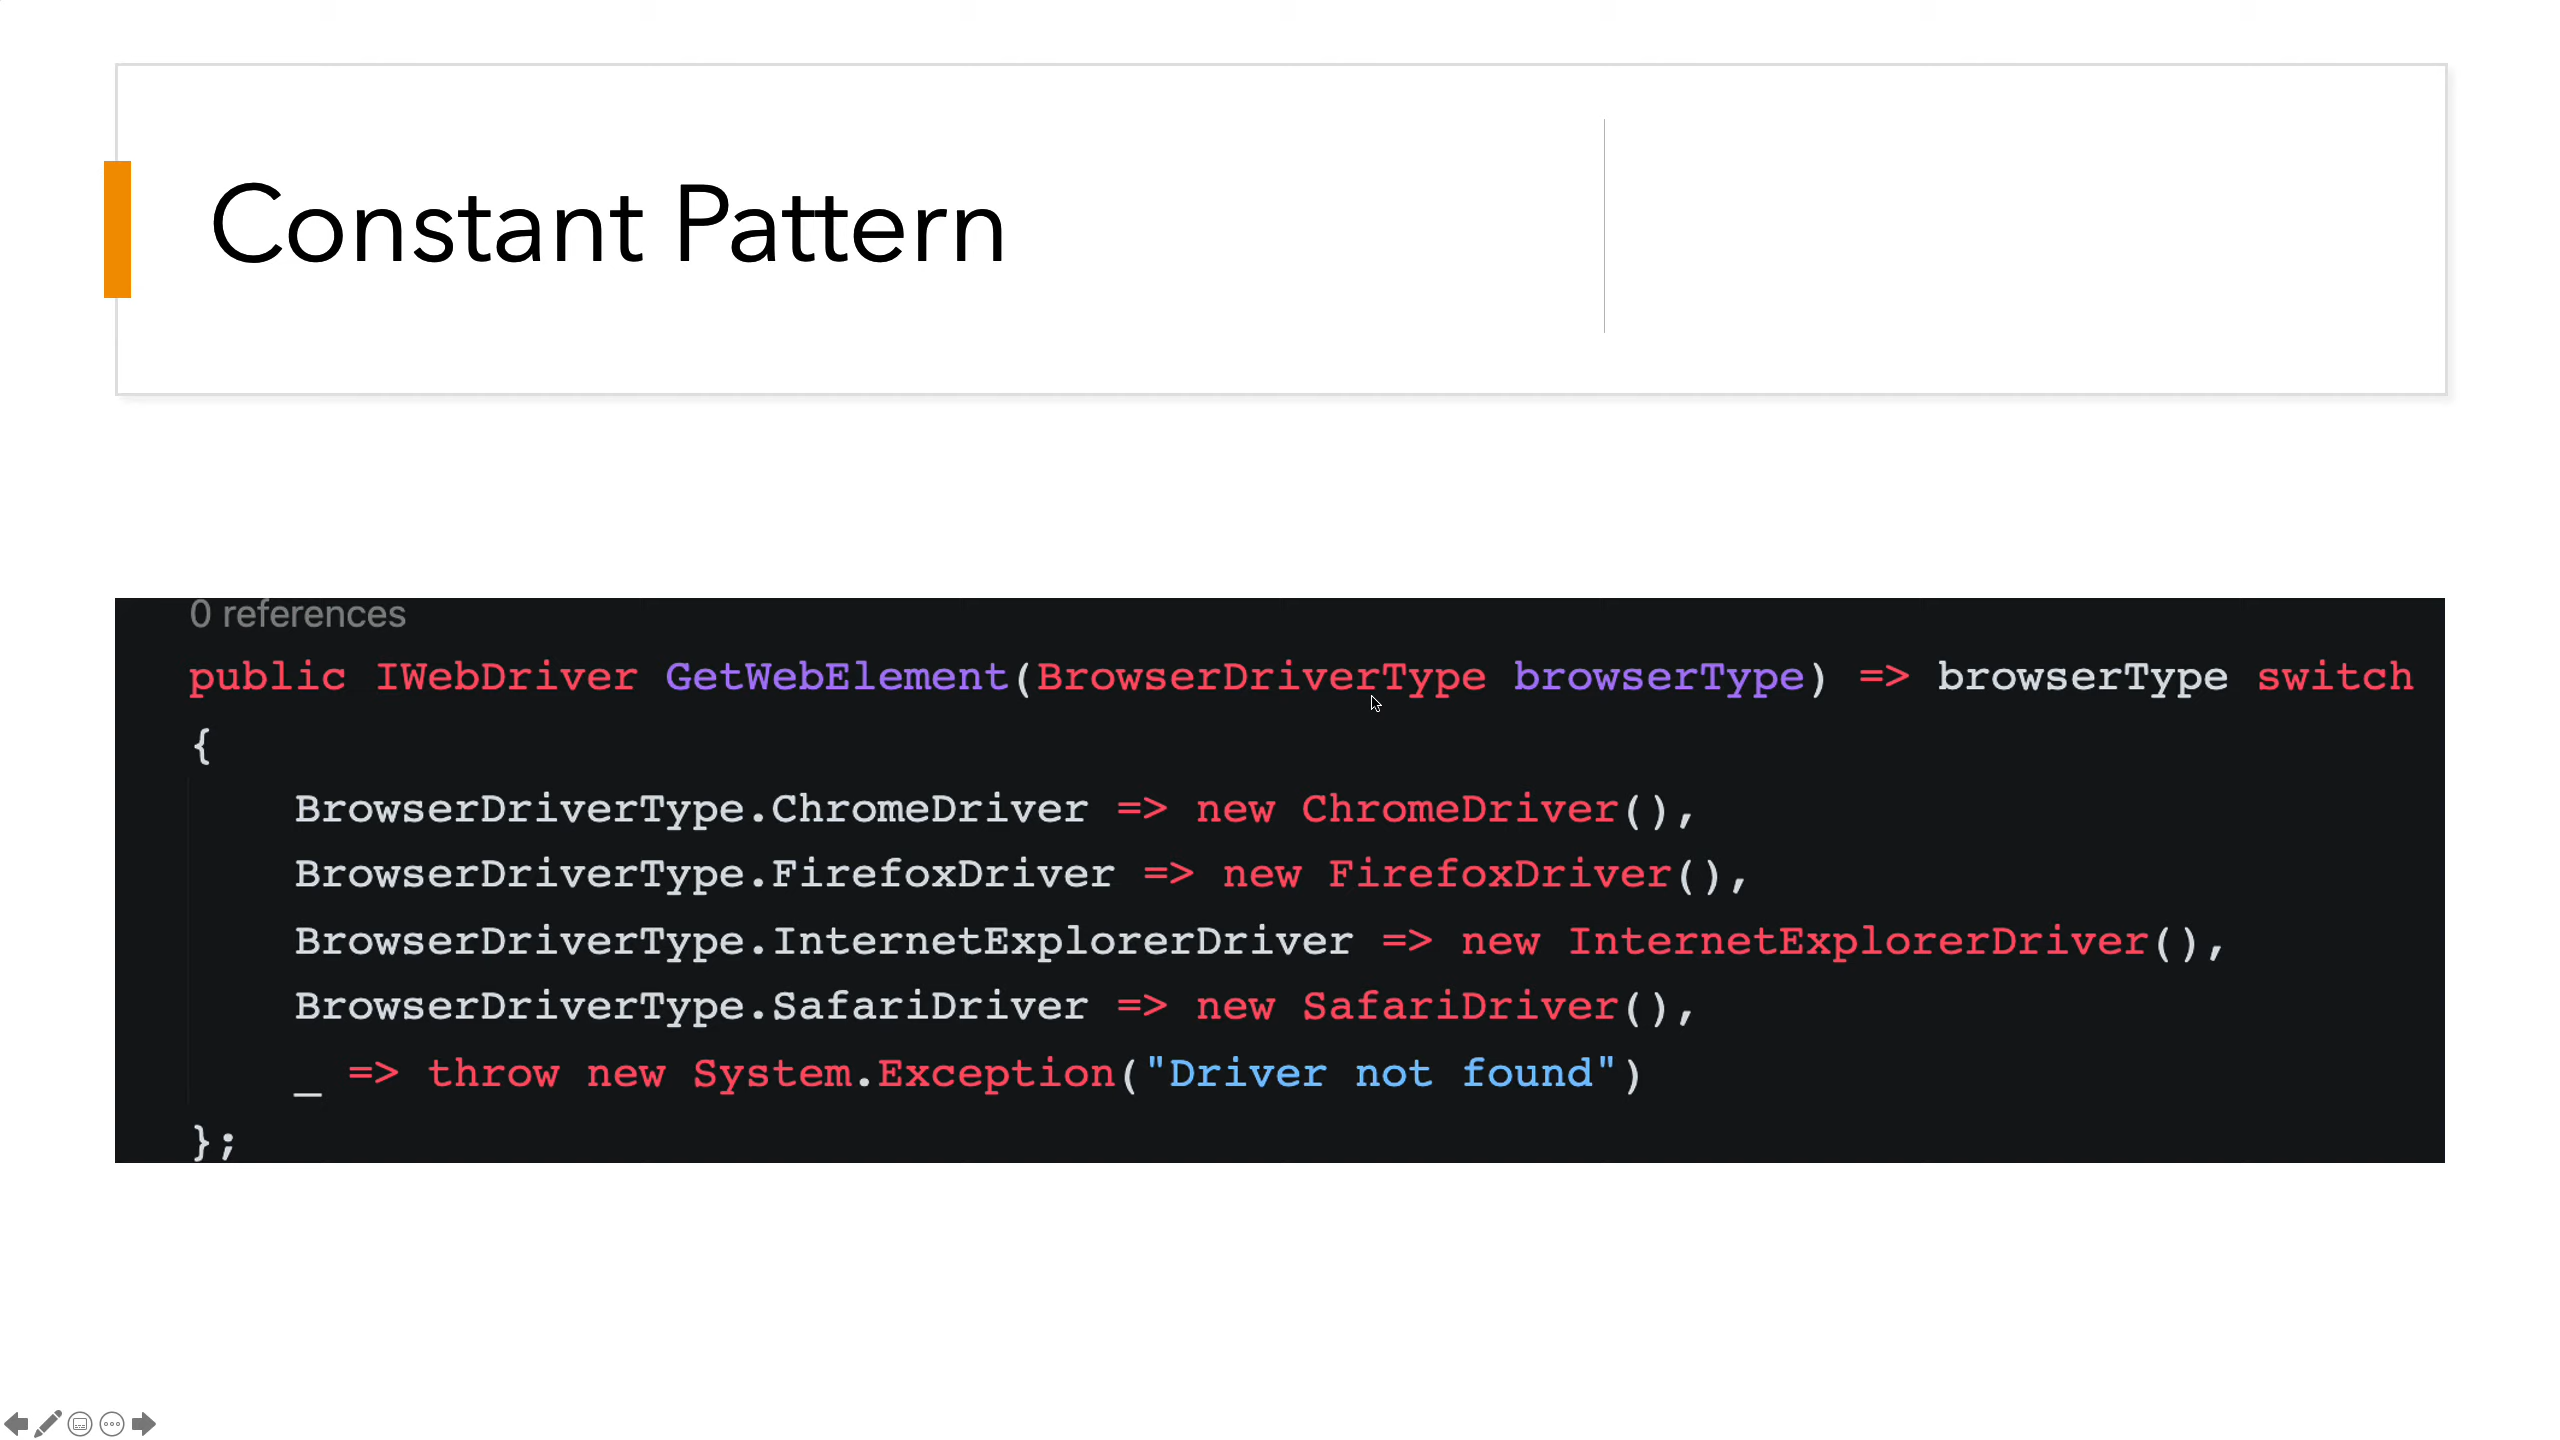 Constant Pattern
0 references
public IWebDriver GetWebElement(BrowserDriverType browserType) => browserType switch
{
BrowserDriverType.ChromeDriver => new ChromeDriver(),
BrowserDriverType.FirefoxDriver => new FirefoxDriver(),
BrowserDriverType.InternetExplorerDriver => new InternetExplorerDriver(),
BrowserDriverType.SafariDriver => new SafariDriver(),
_ => throw new System.Exception("Driver not found")
};